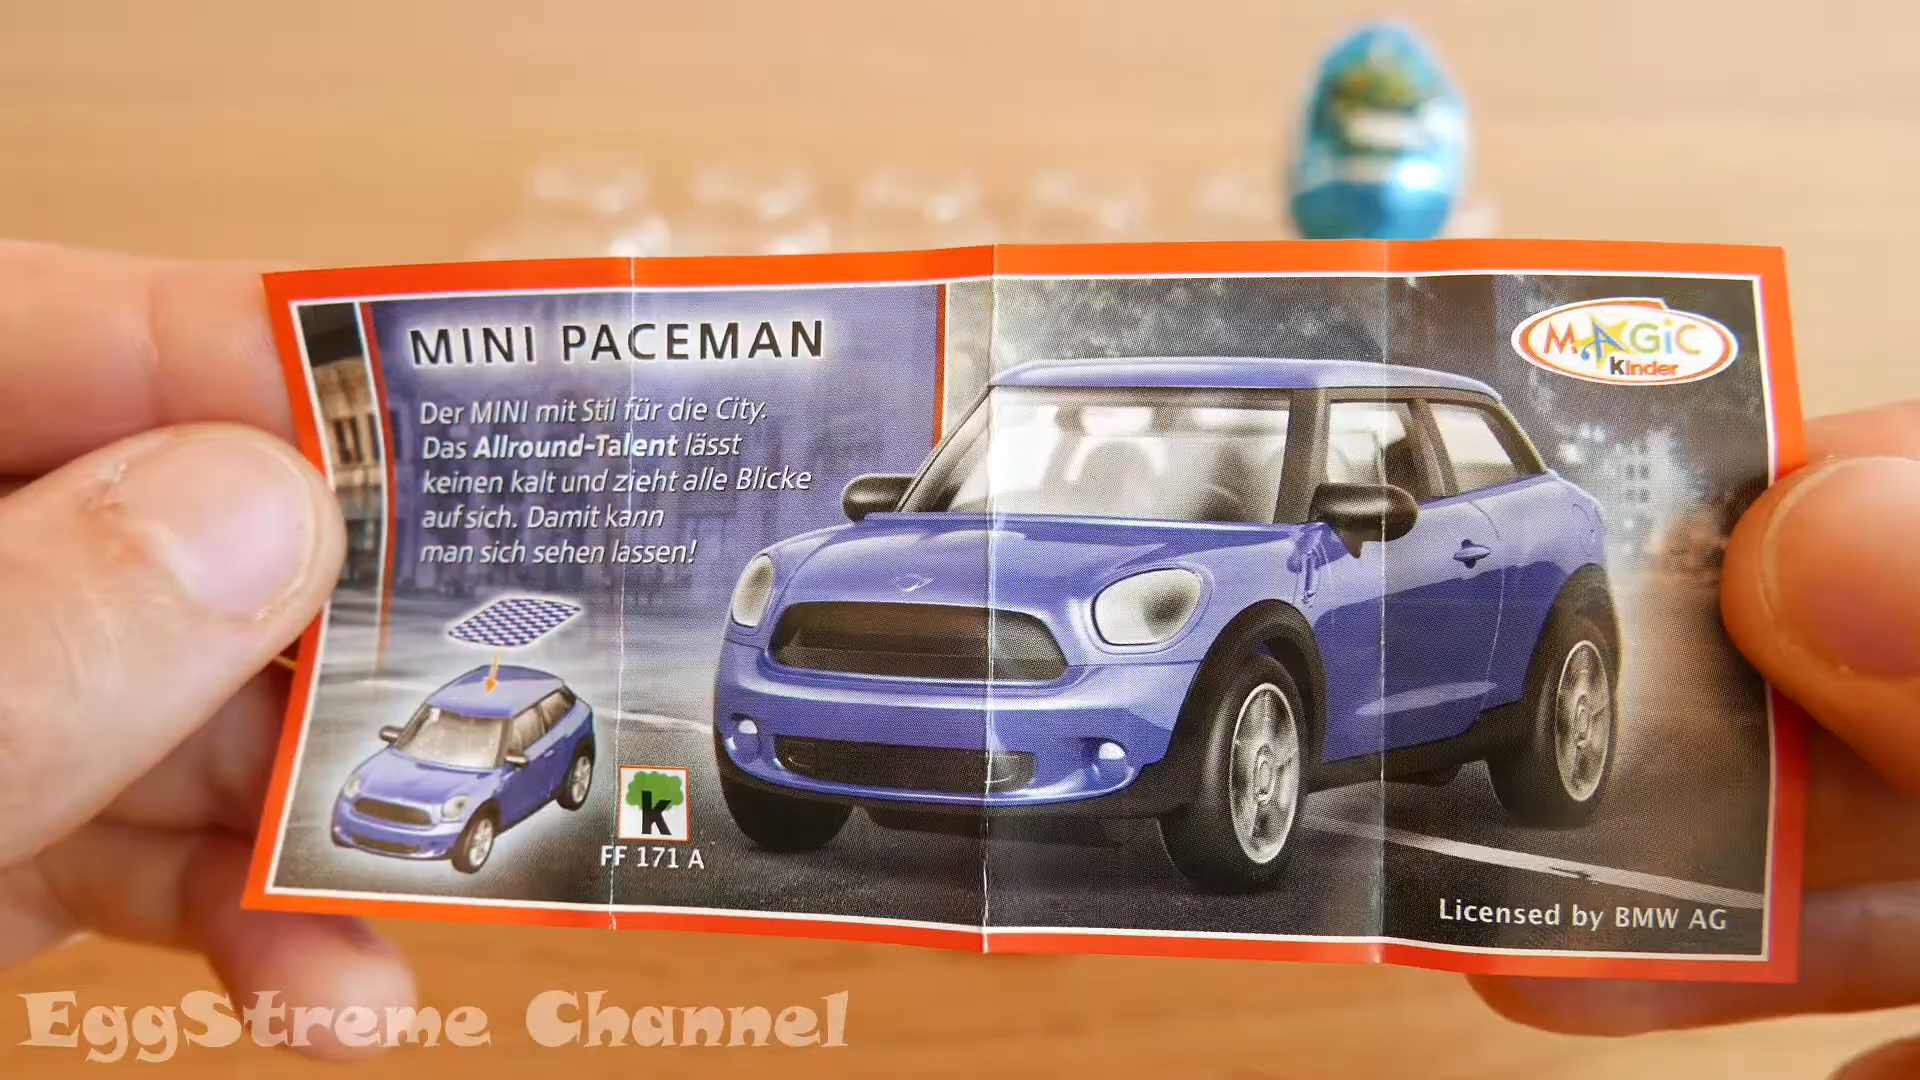 MINI PACEMAN
Der MINI mit Stil für die City.
Das Allround-Talent lässt
keinen kalt und zieht alle Blicke
auf sich. Damit kann
man sich sehen lassen!
k
FF 171 A
MAGiC
kinder
Licensed by BMW AG
EggStreme Channel